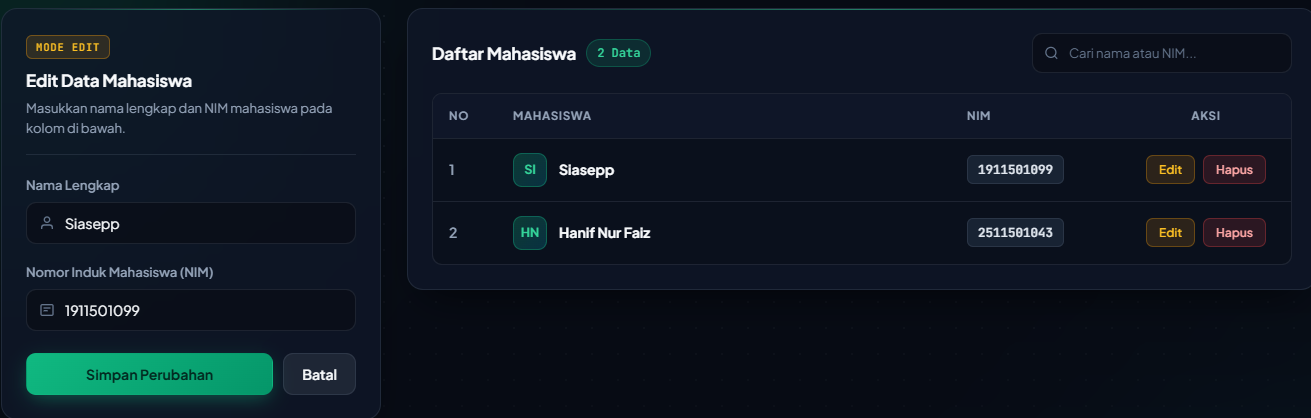 MODE EDIT
Edit Data Mahasiswa
Masukkan nama lengkap dan NIM mahasiswa pada
kolom di bawah.
Nama Lengkap
Siasepp
Nomor Induk Mahasiswa (NIM)
1911501099
Simpan Perubahan Batal
Daftar Mahasiswa 2 Data Cari nama atau NIM...
NO MAHASISWA NIM AKSI
1 SI Siasepp 1911501099 Edit Hapus
2 HN Hanif Nur Faiz 2511501043 Edit Hapus